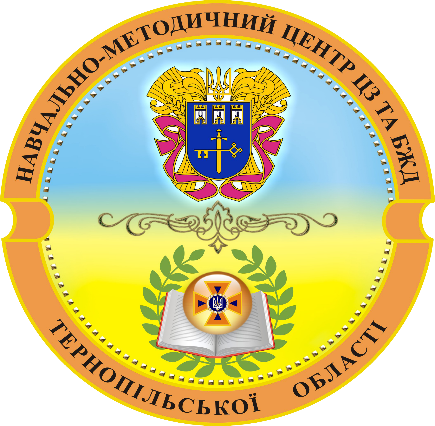 НАВЧАЛЬНО-МЕТОДИЧНИЙ ЦЕНТР ЦЗ ТА БЖД
ТЕРНОПІЛЬСЬКОЇ ОБЛАСТІ